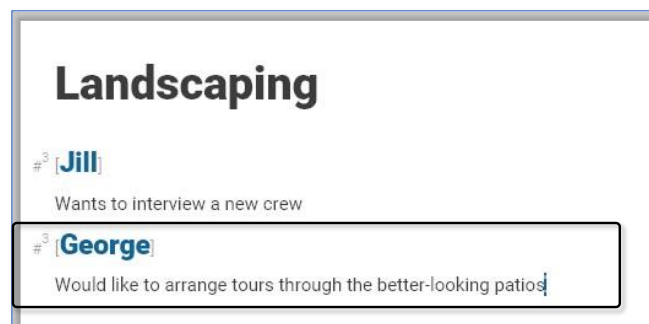 Landscaping
#3 [Jill]
Wants to interview a new crew
#3 [George]
Would like to arrange tours through the better-looking patios